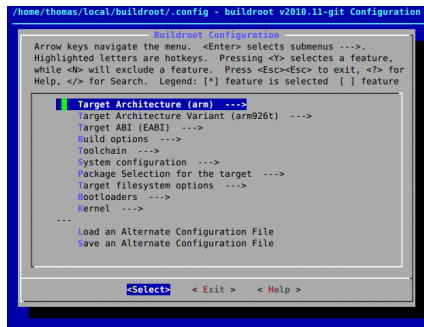 /home/thomas/local/buildroot/.config - buildroot v2010.11-git Configuration
Buildroot Configuration
Arrow keys navigate the menu. <Enter> selects submenus --->.
Highlighted letters are hotkeys. Pressing <Y> selectes a feature,
while <N> will exclude a feature. Press <Esc><Esc> to exit, <?> for
Help, </> for Search. Legend: [*] feature is selected [ ] feature
Target Architecture (arm) --->
Target Architecture Variant (arm926t) --->
Target ABI (EABI) --->
Build options --->
Toolchain --->
System configuration --->
Package Selection for the target --->
Target filesystem options --->
Bootloaders --->
Kernel --->
---
Load an Alternate Configuration File
Save an Alternate Configuration File
<Select> < Exit > < Help >